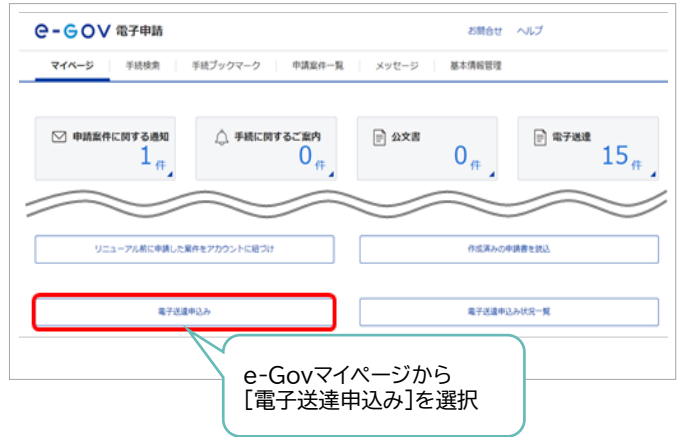 e-GOV 電子申請
お問合せ ヘルプ
マイページ 手続検索 手続ブックマーク 申請案件一覧 メッセージ 基本情報管理
申請案件に関する通知
1件
手続に関するご案内
0件
公文書
0件
電子送達
15件
リニューアル前に申請した案件をアカウントに紐づけ
作成済みの申請書を読込
電子送達申込み
電子送達申込み状況一覧
e-Govマイページから
[電子送達申込み]を選択